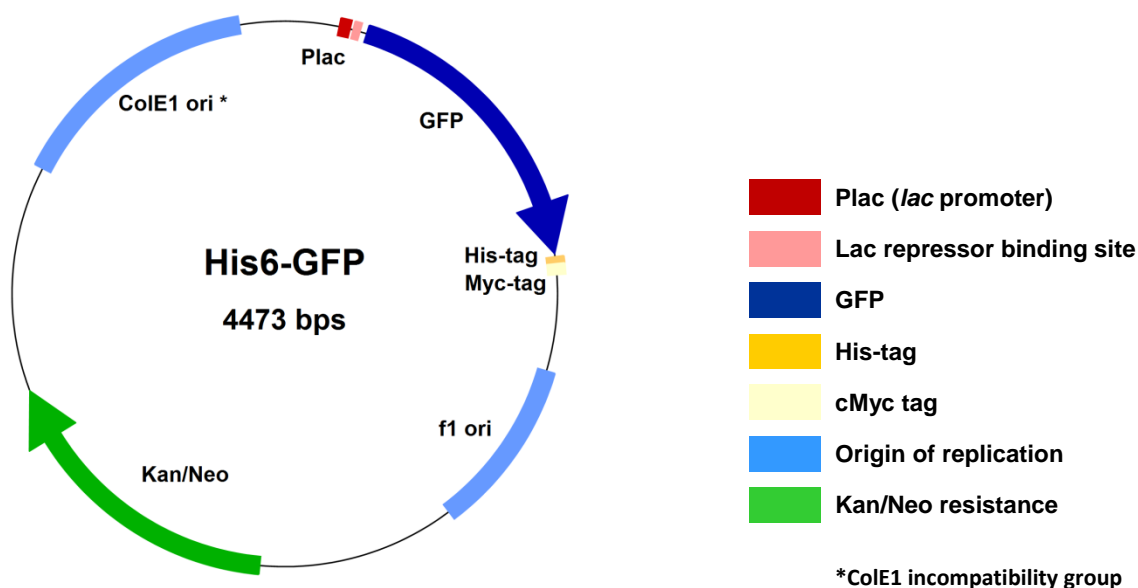 Plac
ColE1 ori *
GFP
His6-GFP
4473 bps
His-tag
Myc-tag
f1 ori
Kan/Neo
Plac (lac promoter)
Lac repressor binding site
GFP
His-tag
cMyc tag
Origin of replication
Kan/Neo resistance
*ColE1 incompatibility group